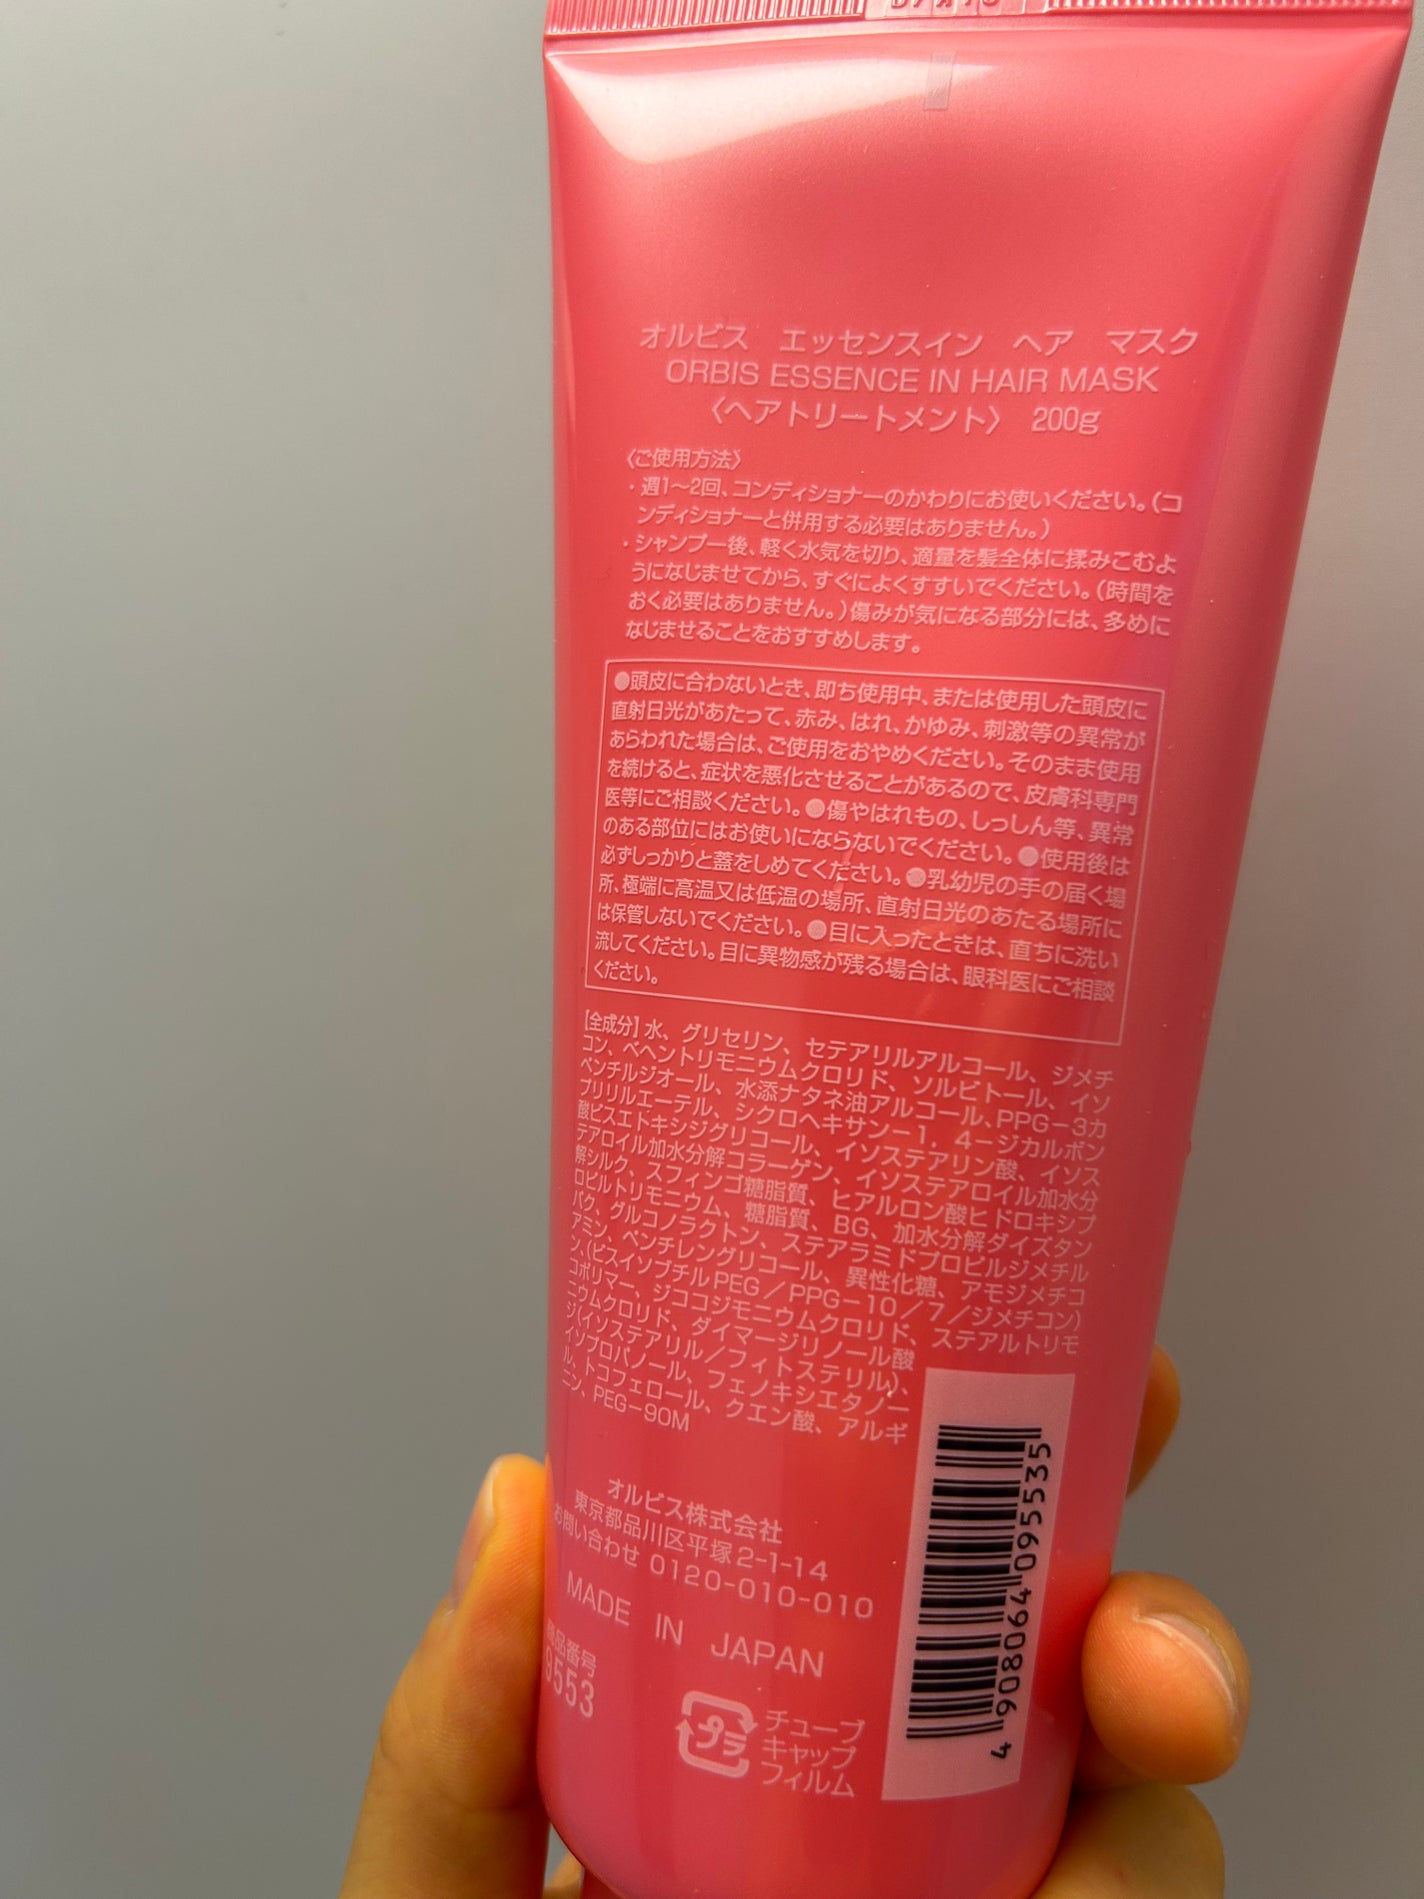 オルビス エッセンスイン ヘア マスク
ORBIS ESSENCE IN HAIR MASK
〈ヘアトリートメント〉 200g
〈ご使用方法〉
・週1～2回、コンディショナーのかわりにお使いください。（コ
ンディショナーと併用する必要はありません。）
・シャンプー後、軽く水気を切り、適量を髪全体に揉みこむよ
うになじませてから、すぐによくすすいでください。（時間を
おく必要はありません。）傷みが気になる部分には、多めに
なじませることをおすすめします。
●頭皮に合わないとき、即ち使用中、または使用した頭皮に
直射日光があたって、赤み、はれ、かゆみ、刺激等の異常が
あらわれた場合は、ご使用をおやめください。そのまま使用
を続けると、症状を悪化させることがあるので、皮膚科専門
医等にご相談ください。●傷やはれもの、しっしん等、異常
のある部位にはお使いにならないでください。●使用後は
必ずしっかりと蓋をしめてください。●乳幼児の手の届く場
所、極端に高温又は低温の場所、直射日光のあたる場所に
は保管しないでください。●目に入ったときは、直ちに洗い
流してください。目に異物感が残る場合は、眼科医にご相談
ください。
【全成分】水、グリセリン、セテアリルアルコール、ジメチ
コン、ベヘントリモニウムクロリド、ソルビトール、イソ
ペンチルジオール、水添ナタネ油アルコール、PPG－3カ
プリリルエーテル、シクロヘキサン－1，4－ジカルボン
酸ビスエトキシジグリコール、イソステアリン酸、イソス
テアロイル加水分解コラーゲン、イソステアロイル加水分
解シルク、スフィンゴ糖脂質、ヒアルロン酸ヒドロキシプ
ロピルトリモニウム、糖脂質、BG、加水分解ダイズタン
パク、グルコノラクトン、ステアラミドプロピルジメチル
アミン、ペンチレングリコール、異性化糖、アモジメチコ
ン、（ビスイソブチルPEG／PPG－10／7／ジメチコン）
コポリマー、ジココジモニウムクロリド、ステアルトリモ
ニウムクロリド、ダイマージリノール酸
ジ（イソステアリル／フィトステリル）、
イソプロパノール、フェノキシエタノー
ル、トコフェロール、クエン酸、アルギ
ニン、PEG－90M
オルビス株式会社
東京都品川区平塚2-1-14
お問い合わせ 0120-010-010
MADE IN JAPAN
商品番号
9553
プラ
チューブ
キャップ
フィルム
4 908064 095535